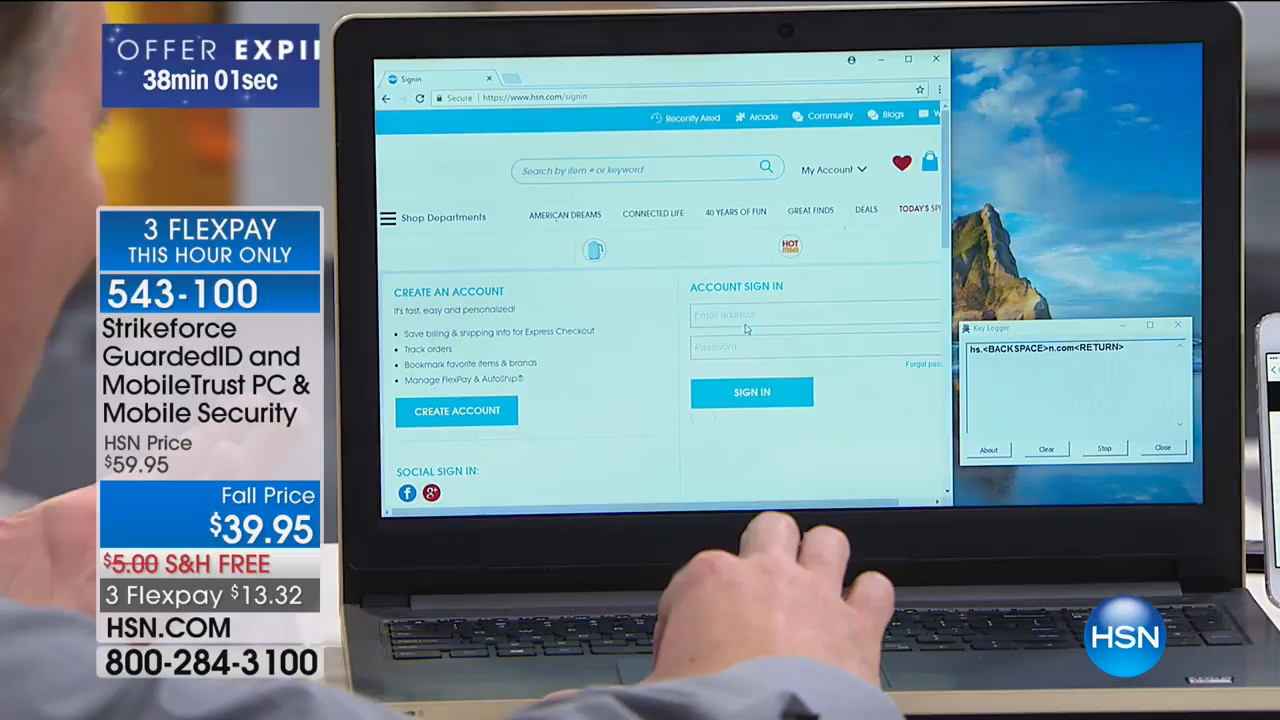 OFFER EXPI
38min 01sec
3 FLEXPAY
THIS HOUR ONLY
543-100
Strikeforce
GuardedID and
MobileTrust PC &
Mobile Security
HSN Price
$59.95
Fall Price
$39.95
$5.00 S&H FREE
3 Flexpay $13.32
HSN.COM
800-284-3100
Signin
Secure https://www.hsn.com/signin
Recently Aired Arcade Community Blogs W
Search by item # or keyword
My Account
Shop Departments AMERICAN DREAMS CONNECTED LIFE 40 YEARS OF FUN GREAT FINDS DEALS TODAY'S SP
HOT
ITEMS
CREATE AN ACCOUNT
It's fast, easy and personalized!
• Save billing & shipping info for Express Checkout
• Track orders
• Bookmark favorite items & brands
• Manage FlexPay & AutoShip®
CREATE ACCOUNT
SOCIAL SIGN IN:
f g+
ACCOUNT SIGN IN
Email address
Password
Forgot pas
SIGN IN
Key Logger
hs.<BACKSPACE>n.com<RETURN>
About Clear Stop Close
HSN